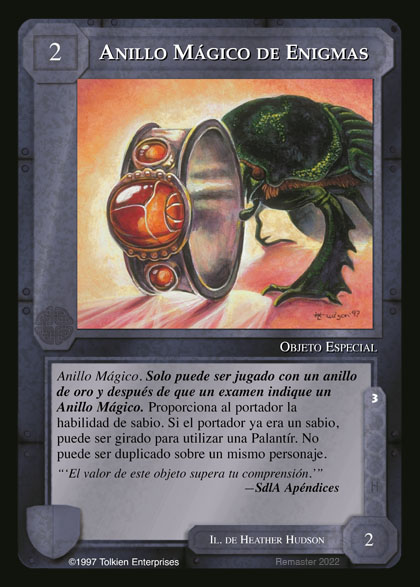 2
Anillo Mágico de Enigmas
Objeto Especial
Anillo Mágico. Solo puede ser jugado con un anillo
de oro y después de que un examen indique un
Anillo Mágico. Proporciona al portador la
habilidad de sabio. Si el portador ya era un sabio,
puede ser girado para utilizar una Palantír. No
puede ser duplicado sobre un mismo personaje.
“‘El valor de este objeto supera tu comprensión.’”
—SdlA Apéndices
3
H
Il. de Heather Hudson
2
©1997 Tolkien Enterprises
Remaster 2022